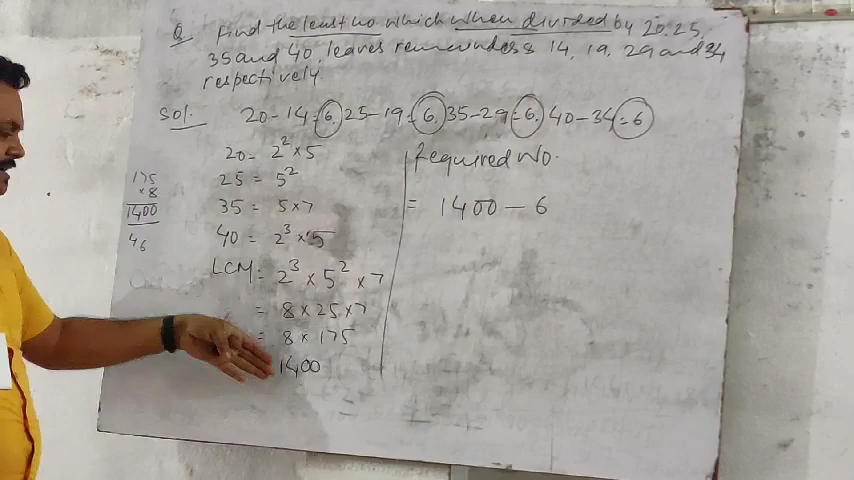 Q Find the least no which when divided by 20, 25,
35 and 40, leaves remainders 14, 19, 29 and 34
respectively.
Sol. 20-14=6, 25-19=6, 35-29=6, 40-34=6
20 = 2² × 5
25 = 5²
35 = 5×7
40 = 2³ × 5
LCM = 2³ × 5² × 7
= 8 × 25 × 7
= 8 × 175
1400
175
×8
1400
46
Required No.
= 1400 - 6